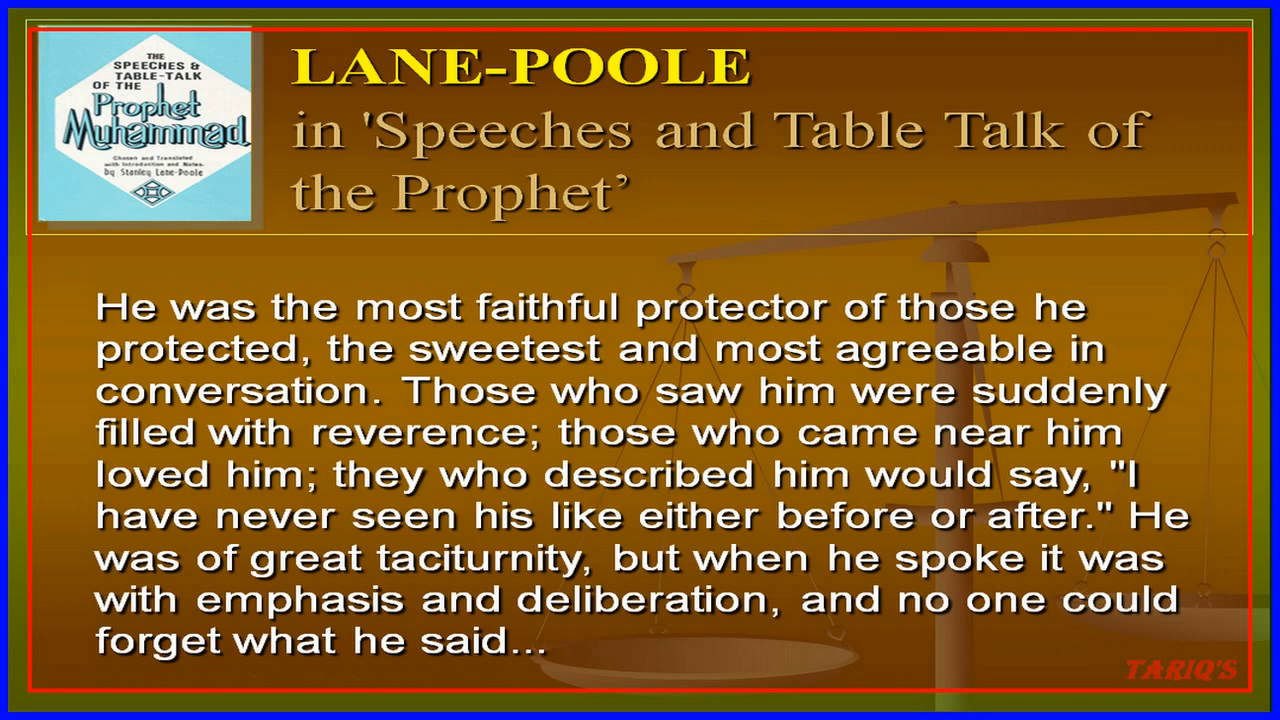 THE
SPEECHES &
TABLE-TALK
OF THE
Prophet
Muhammad
Chosen and Translated
with Introduction and Notes.
by Stanley Lane-Poole
LANE-POOLE
in 'Speeches and Table Talk of
the Prophet’
He was the most faithful protector of those he
protected, the sweetest and most agreeable in
conversation. Those who saw him were suddenly
filled with reverence; those who came near him
loved him; they who described him would say, "I
have never seen his like either before or after." He
was of great taciturnity, but when he spoke it was
with emphasis and deliberation, and no one could
forget what he said...
TARIQ'S